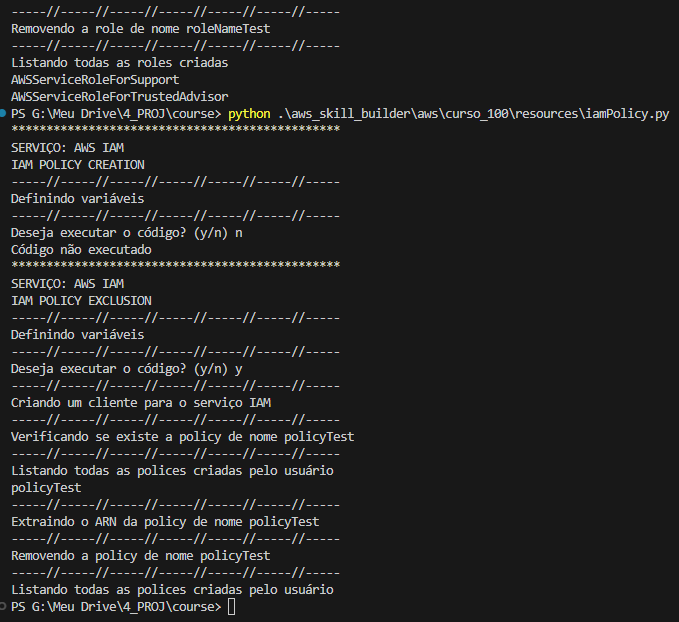 -----//-----//-----//-----//-----//-----//-----
Removendo a role de nome roleNameTest
-----//-----//-----//-----//-----//-----//-----
Listando todas as roles criadas
AWSServiceRoleForSupport
AWSServiceRoleForTrustedAdvisor
PS G:\Meu Drive\4_PROJ\course> python .\aws_skill_builder\aws\curso_100\resources\iamPolicy.py
***********************************************
SERVIÇO: AWS IAM
IAM POLICY CREATION
-----//-----//-----//-----//-----//-----//-----
Definindo variáveis
-----//-----//-----//-----//-----//-----//-----
Deseja executar o código? (y/n) n
Código não executado
***********************************************
SERVIÇO: AWS IAM
IAM POLICY EXCLUSION
-----//-----//-----//-----//-----//-----//-----
Definindo variáveis
-----//-----//-----//-----//-----//-----//-----
Deseja executar o código? (y/n) y
-----//-----//-----//-----//-----//-----//-----
Criando um cliente para o serviço IAM
-----//-----//-----//-----//-----//-----//-----
Verificando se existe a policy de nome policyTest
-----//-----//-----//-----//-----//-----//-----
Listando todas as polices criadas pelo usuário
policyTest
-----//-----//-----//-----//-----//-----//-----
Extraindo o ARN da policy de nome policyTest
-----//-----//-----//-----//-----//-----//-----
Removendo a policy de nome policyTest
-----//-----//-----//-----//-----//-----//-----
Listando todas as polices criadas pelo usuário
PS G:\Meu Drive\4_PROJ\course>